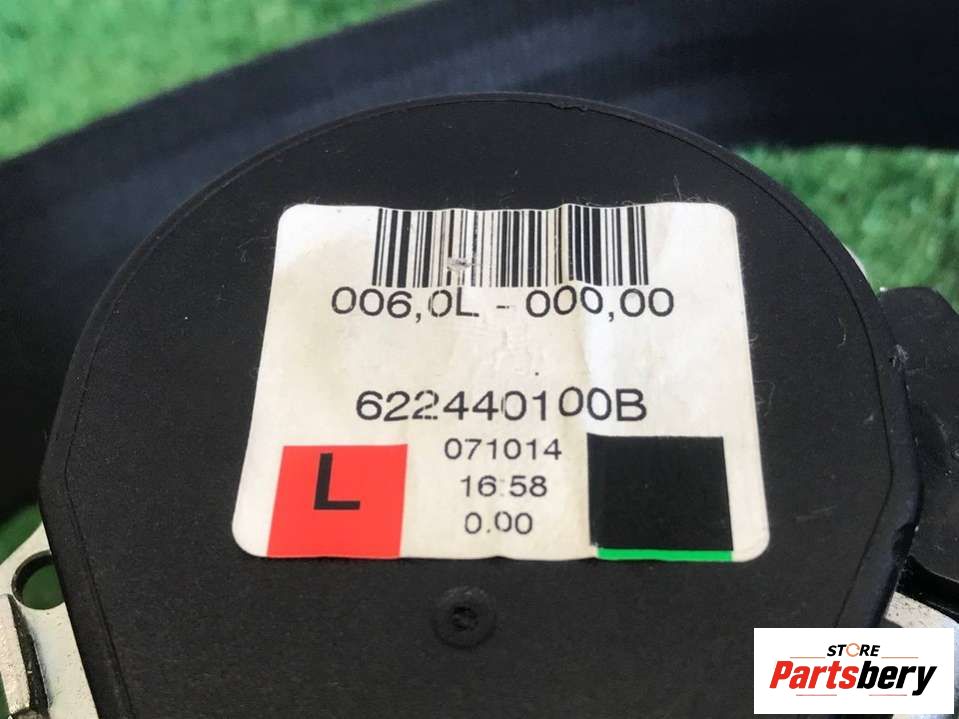 006,0L - 000,00
622440100B
L
071014
16:58
0.00
STORE
Partsbery